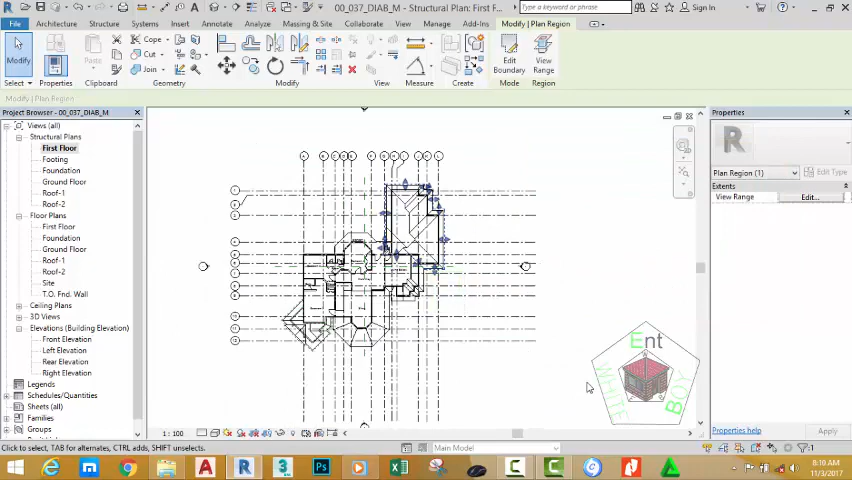 00_037_DIAB_M - Structural Plan: First F...
Type a keyword or phrase
Sign In
File
Architecture
Structure
Systems
Insert
Annotate
Analyze
Massing & Site
Collaborate
View
Manage
Add-Ins
Modify | Plan Region
Modify
Properties
Paste
Cope
Cut
Join
Edit
Boundary
View
Range
Select
Properties
Clipboard
Geometry
Modify
View
Measure
Create
Mode
Region
Modify | Plan Region
Project Browser - 00_037_DIAB_M
Views (all)
Structural Plans
First Floor
Footing
Foundation
Ground Floor
Roof-1
Roof-2
Floor Plans
First Floor
Foundation
Ground Floor
Roof-1
Roof-2
Site
T.O. Fnd. Wall
Ceiling Plans
3D Views
Elevations (Building Elevation)
Front Elevation
Left Elevation
Rear Elevation
Right Elevation
Legends
Schedules/Quantities
Sheets (all)
Families
Groups
Properties
Plan Region (1)
Edit Type
Extents
View Range
Edit...
Properties help
Apply
WHITE
Ent
BOY
1 : 100
Click to select, TAB for alternates, CTRL adds, SHIFT unselects.
Main Model
:1
8:10 AM
11/3/2017